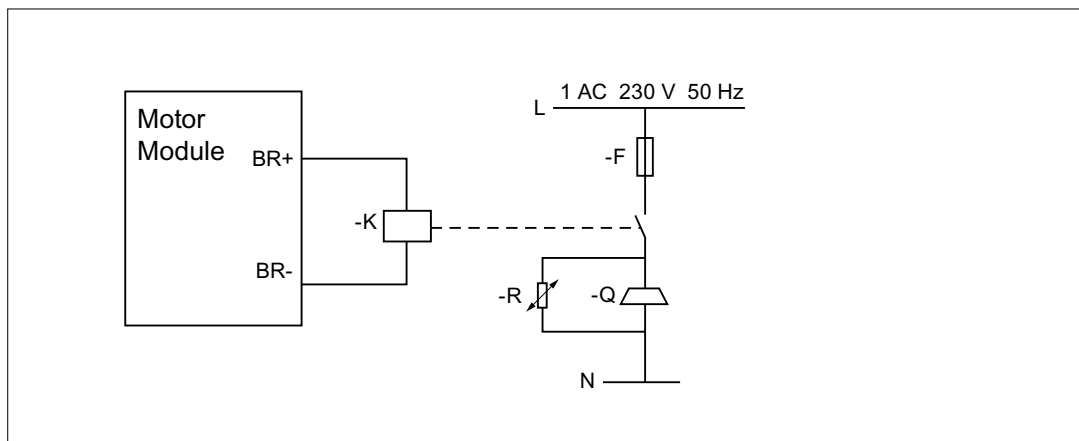 Motor
Module
BR+
BR-
-K
L
1 AC 230 V 50 Hz
-F
-R
-Q
N